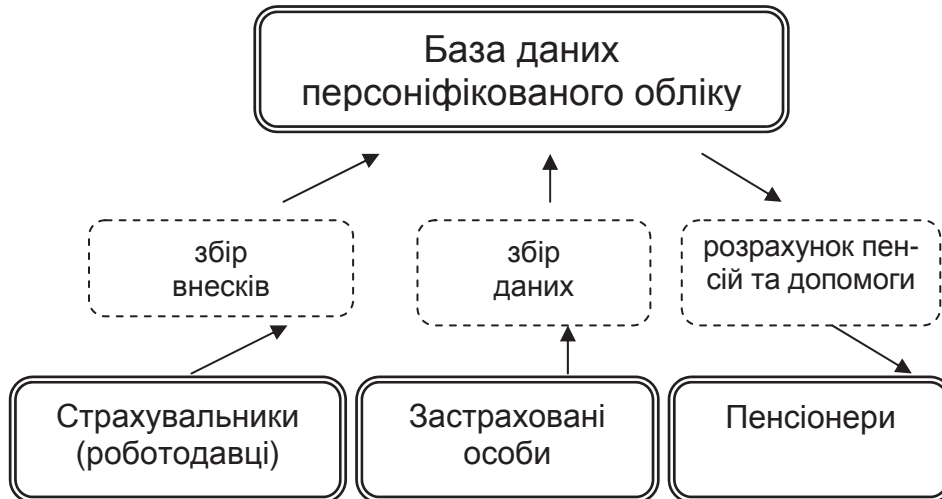 База даних
персоніфікованого обліку
збір
внесків
збір
даних
розрахунок пен-
сій та допомоги
Страхувальники
(роботодавці)
Застраховані
особи
Пенсіонери